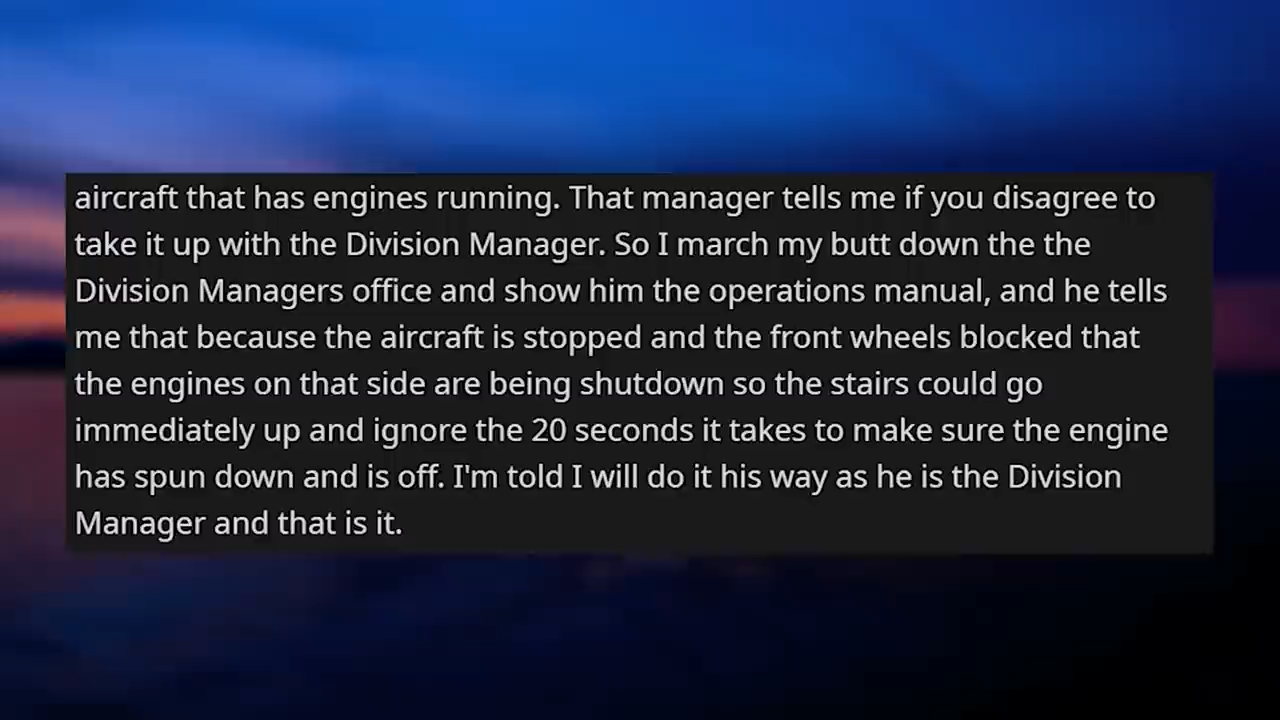 aircraft that has engines running. That manager tells me if you disagree to
take it up with the Division Manager. So I march my butt down the the
Division Managers office and show him the operations manual, and he tells
me that because the aircraft is stopped and the front wheels blocked that
the engines on that side are being shutdown so the stairs could go
immediately up and ignore the 20 seconds it takes to make sure the engine
has spun down and is off. I'm told I will do it his way as he is the Division
Manager and that is it.